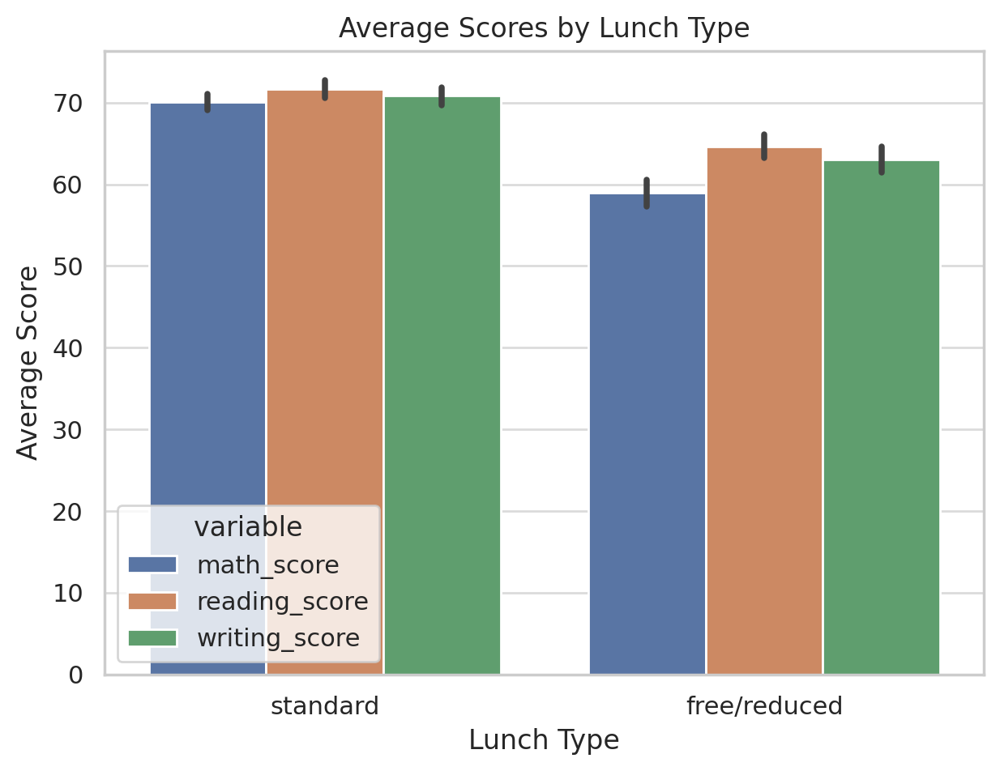 Average Scores by Lunch Type
Average Score
70
60
50
40
30
20
10
0
variable
math_score
reading_score
writing_score
standard
free/reduced
Lunch Type